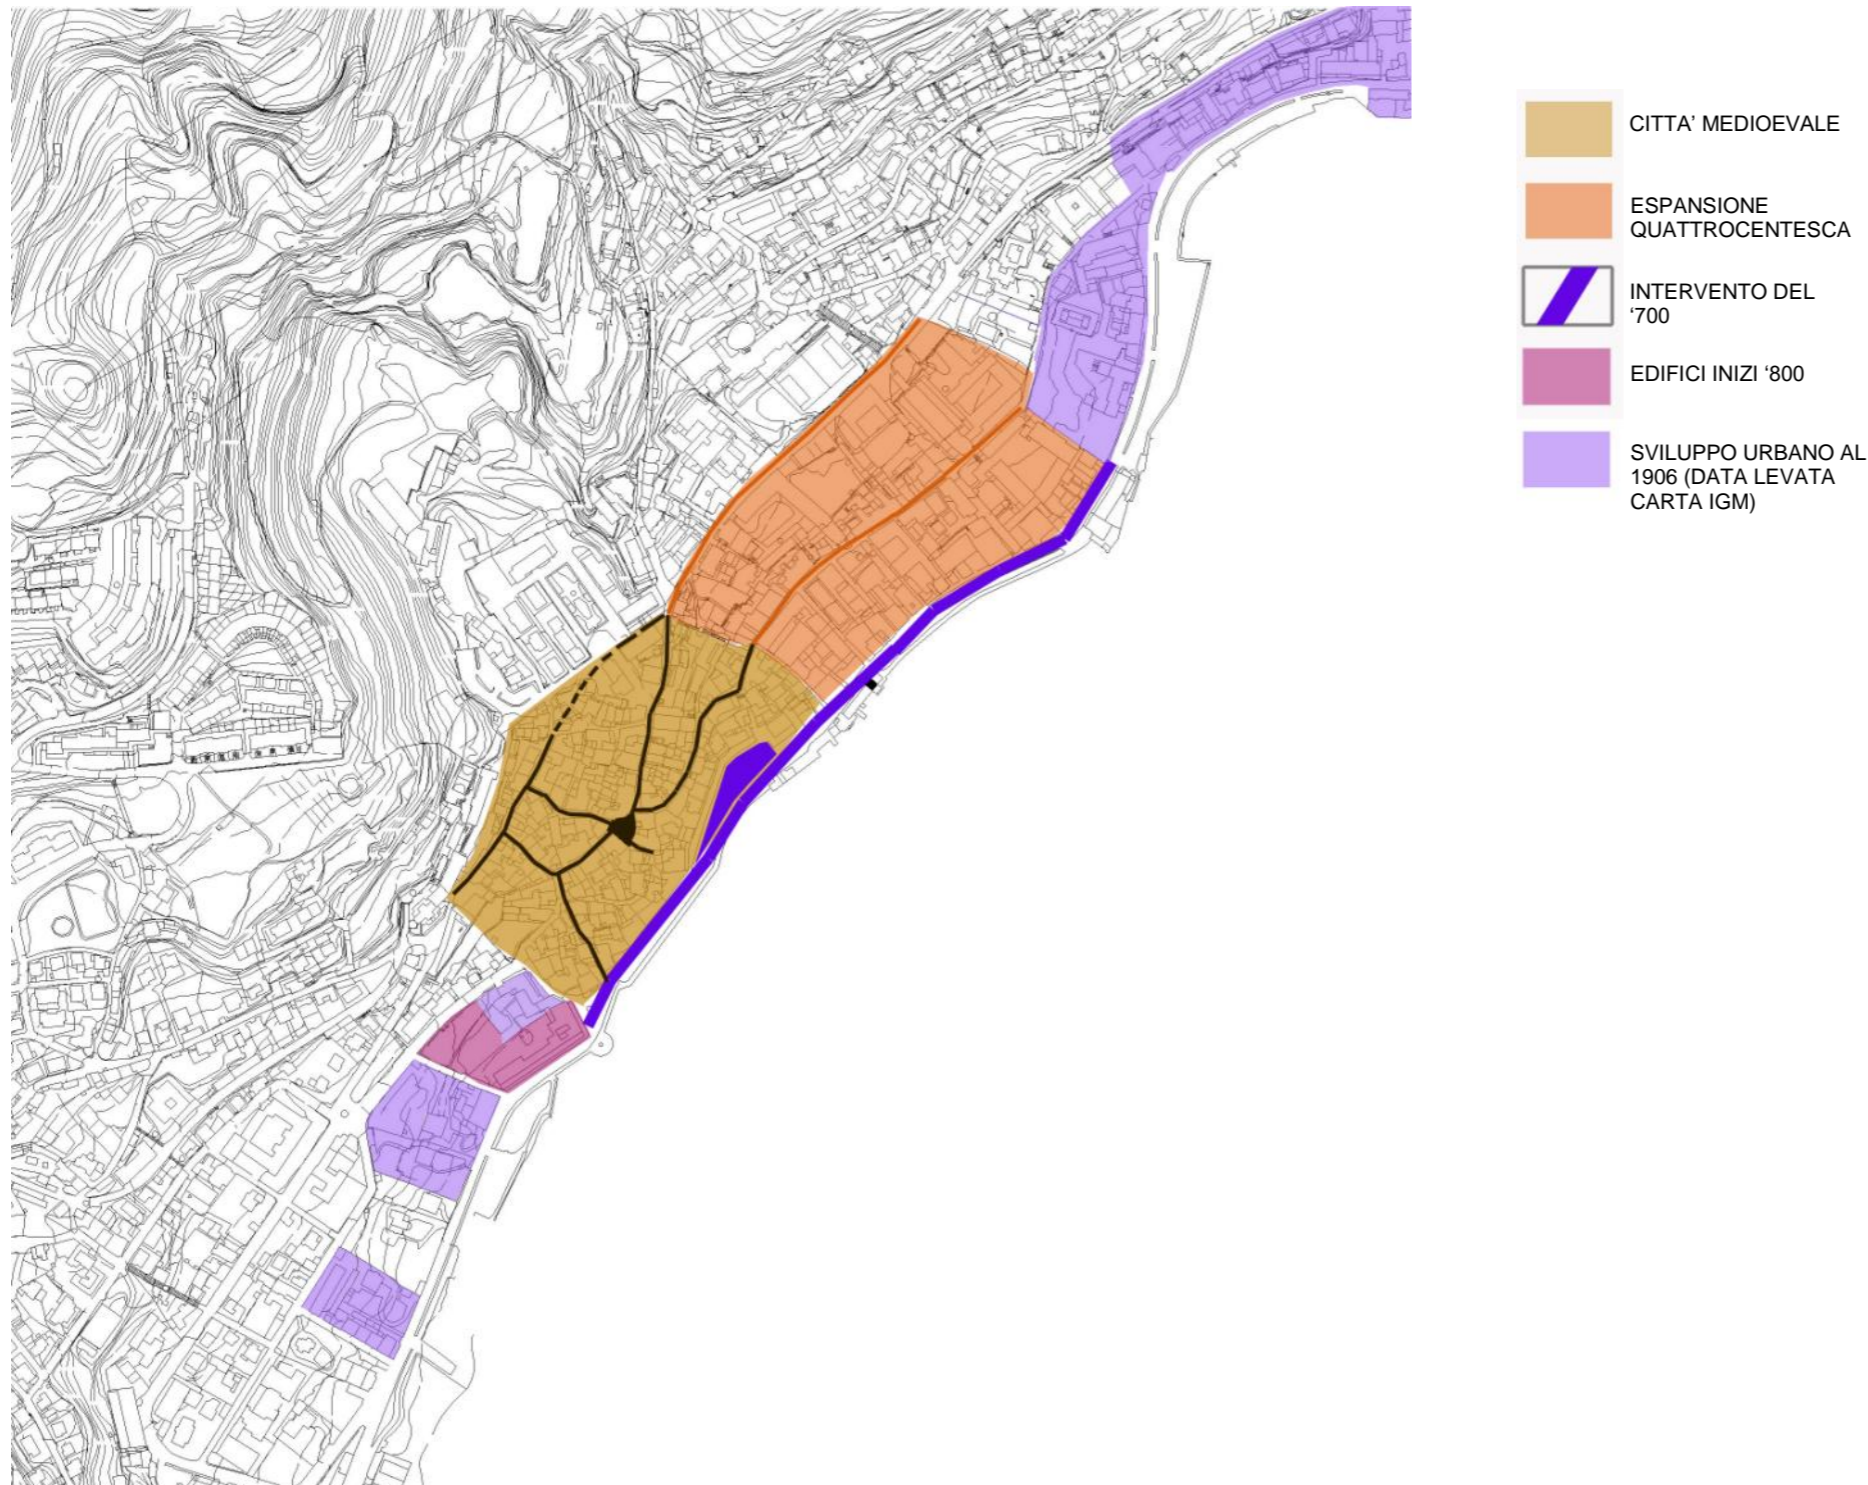 CITTA' MEDIOEVALE
ESPANSIONE
QUATTROCENTESCA
INTERVENTO DEL
‘700
EDIFICI INIZI ‘800
SVILUPPO URBANO AL
1906 (DATA LEVATA
CARTA IGM)